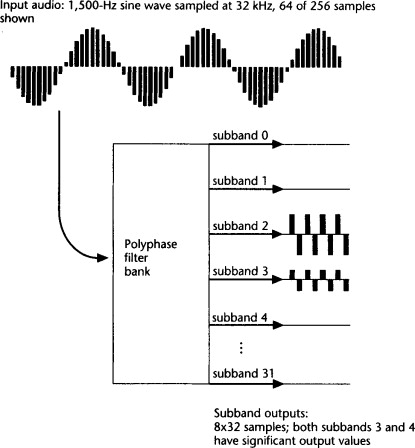 Input audio: 1,500-Hz sine wave sampled at 32 kHz, 64 of 256 samples
shown
subband 0
subband 1
subband 2
Polyphase
filter
bank
subband 3
subband 4
⋮
subband 31
Subband outputs:
8x32 samples; both subbands 3 and 4
have significant output values